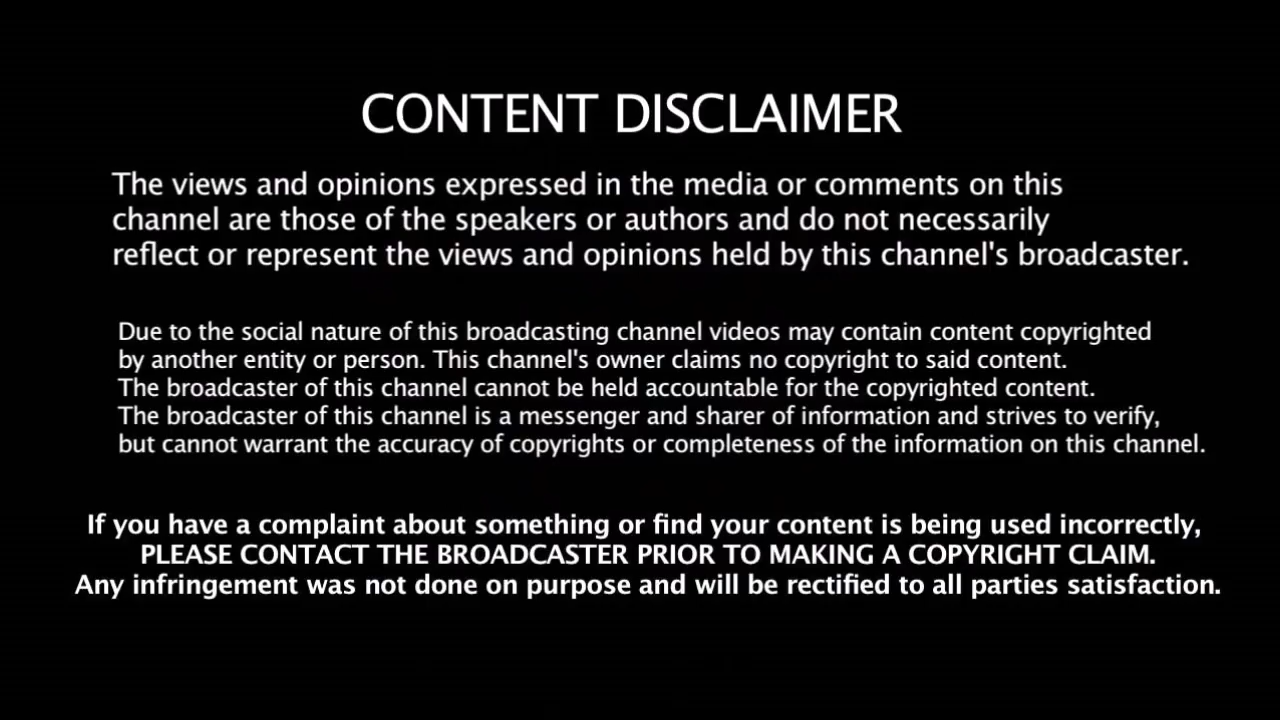 CONTENT DISCLAIMER
The views and opinions expressed in the media or comments on this
channel are those of the speakers or authors and do not necessarily
reflect or represent the views and opinions held by this channel's broadcaster.
Due to the social nature of this broadcasting channel videos may contain content copyrighted
by another entity or person. This channel's owner claims no copyright to said content.
The broadcaster of this channel cannot be held accountable for the copyrighted content.
The broadcaster of this channel is a messenger and sharer of information and strives to verify,
but cannot warrant the accuracy of copyrights or completeness of the information on this channel.
If you have a complaint about something or find your content is being used incorrectly,
PLEASE CONTACT THE BROADCASTER PRIOR TO MAKING A COPYRIGHT CLAIM.
Any infringement was not done on purpose and will be rectified to all parties satisfaction.